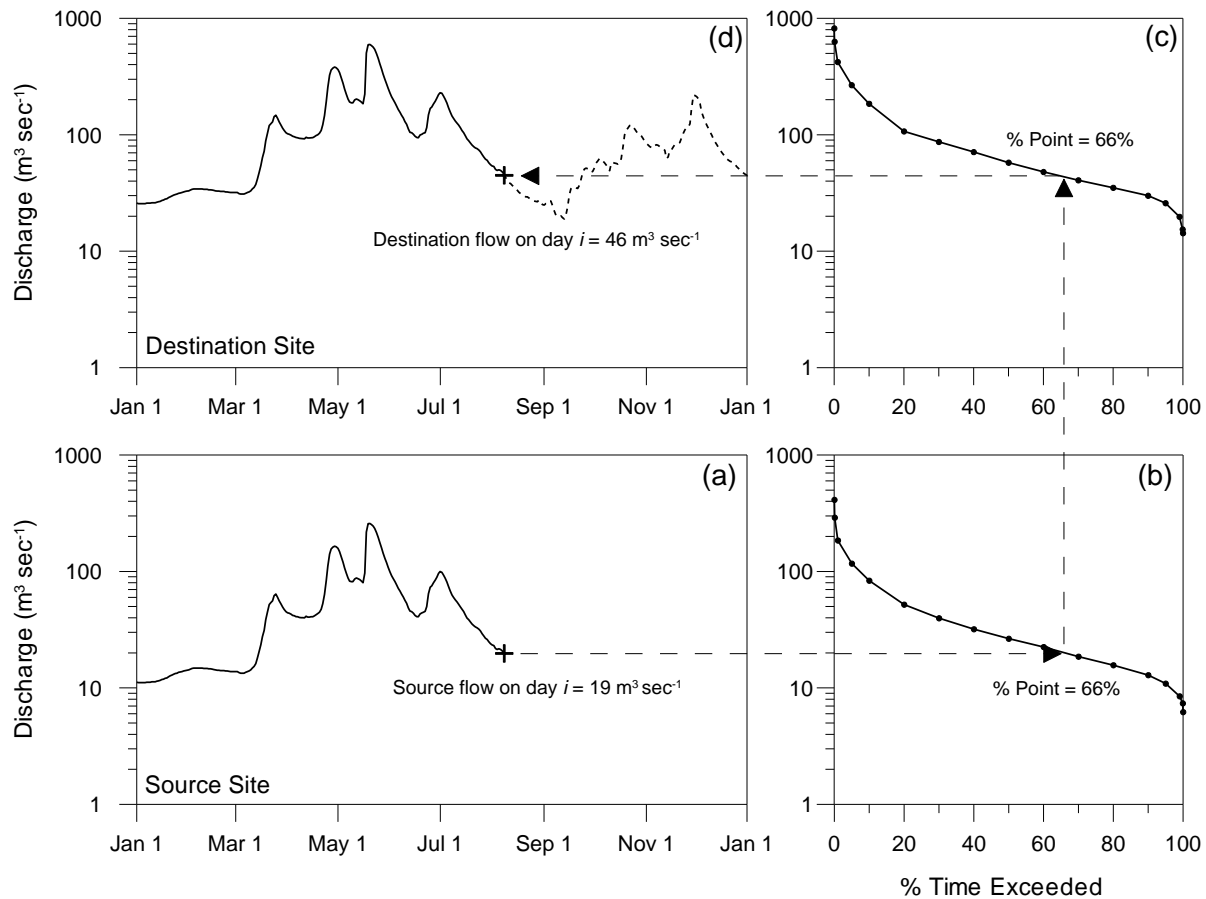 1000
100
10
1
Discharge (m³ sec⁻¹)
(d)
Destination flow on day i = 46 m³ sec⁻¹
Destination Site
Jan 1 Mar 1 May 1 Jul 1 Sep 1 Nov 1 Jan 1
(c)
% Point = 66%
1000
100
10
1
0 20 40 60 80 100
1000
100
10
1
Discharge (m³ sec⁻¹)
(a)
Source flow on day i = 19 m³ sec⁻¹
Source Site
Jan 1 Mar 1 May 1 Jul 1 Sep 1 Nov 1 Jan 1
(b)
% Point = 66%
1000
100
10
1
0 20 40 60 80 100
% Time Exceeded